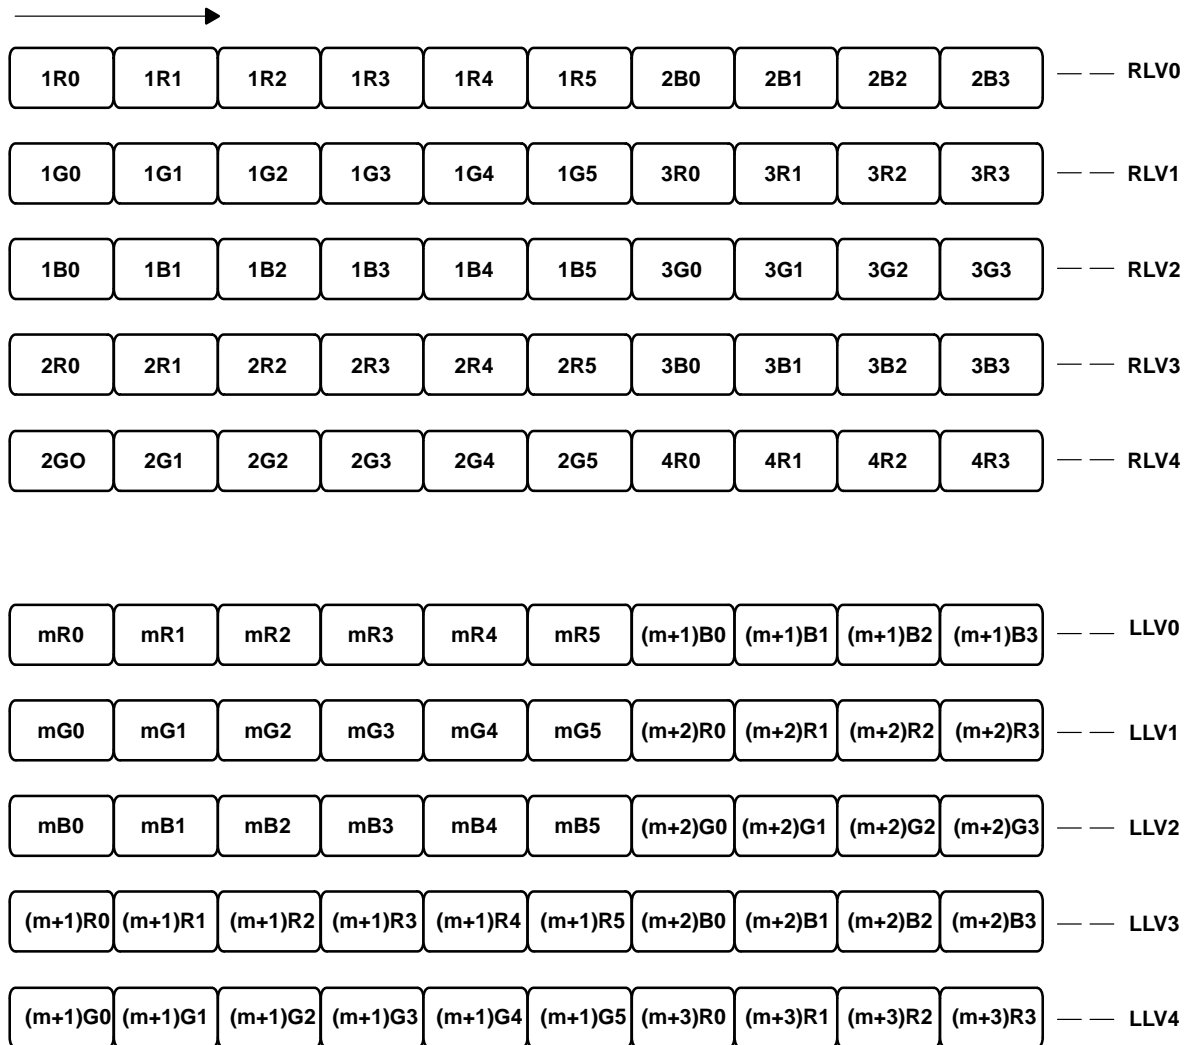 1R0 1R1 1R2 1R3 1R4 1R5 2B0 2B1 2B2 2B3 RLV0
1G0 1G1 1G2 1G3 1G4 1G5 3R0 3R1 3R2 3R3 RLV1
1B0 1B1 1B2 1B3 1B4 1B5 3G0 3G1 3G2 3G3 RLV2
2R0 2R1 2R2 2R3 2R4 2R5 3B0 3B1 3B2 3B3 RLV3
2GO 2G1 2G2 2G3 2G4 2G5 4R0 4R1 4R2 4R3 RLV4
mR0 mR1 mR2 mR3 mR4 mR5 (m+1)B0 (m+1)B1 (m+1)B2 (m+1)B3 LLV0
mG0 mG1 mG2 mG3 mG4 mG5 (m+2)R0 (m+2)R1 (m+2)R2 (m+2)R3 LLV1
mB0 mB1 mB2 mB3 mB4 mB5 (m+2)G0 (m+2)G1 (m+2)G2 (m+2)G3 LLV2
(m+1)R0 (m+1)R1 (m+1)R2 (m+1)R3 (m+1)R4 (m+1)R5 (m+2)B0 (m+2)B1 (m+2)B2 (m+2)B3 LLV3
(m+1)G0 (m+1)G1 (m+1)G2 (m+1)G3 (m+1)G4 (m+1)G5 (m+3)R0 (m+3)R1 (m+3)R2 (m+3)R3 LLV4